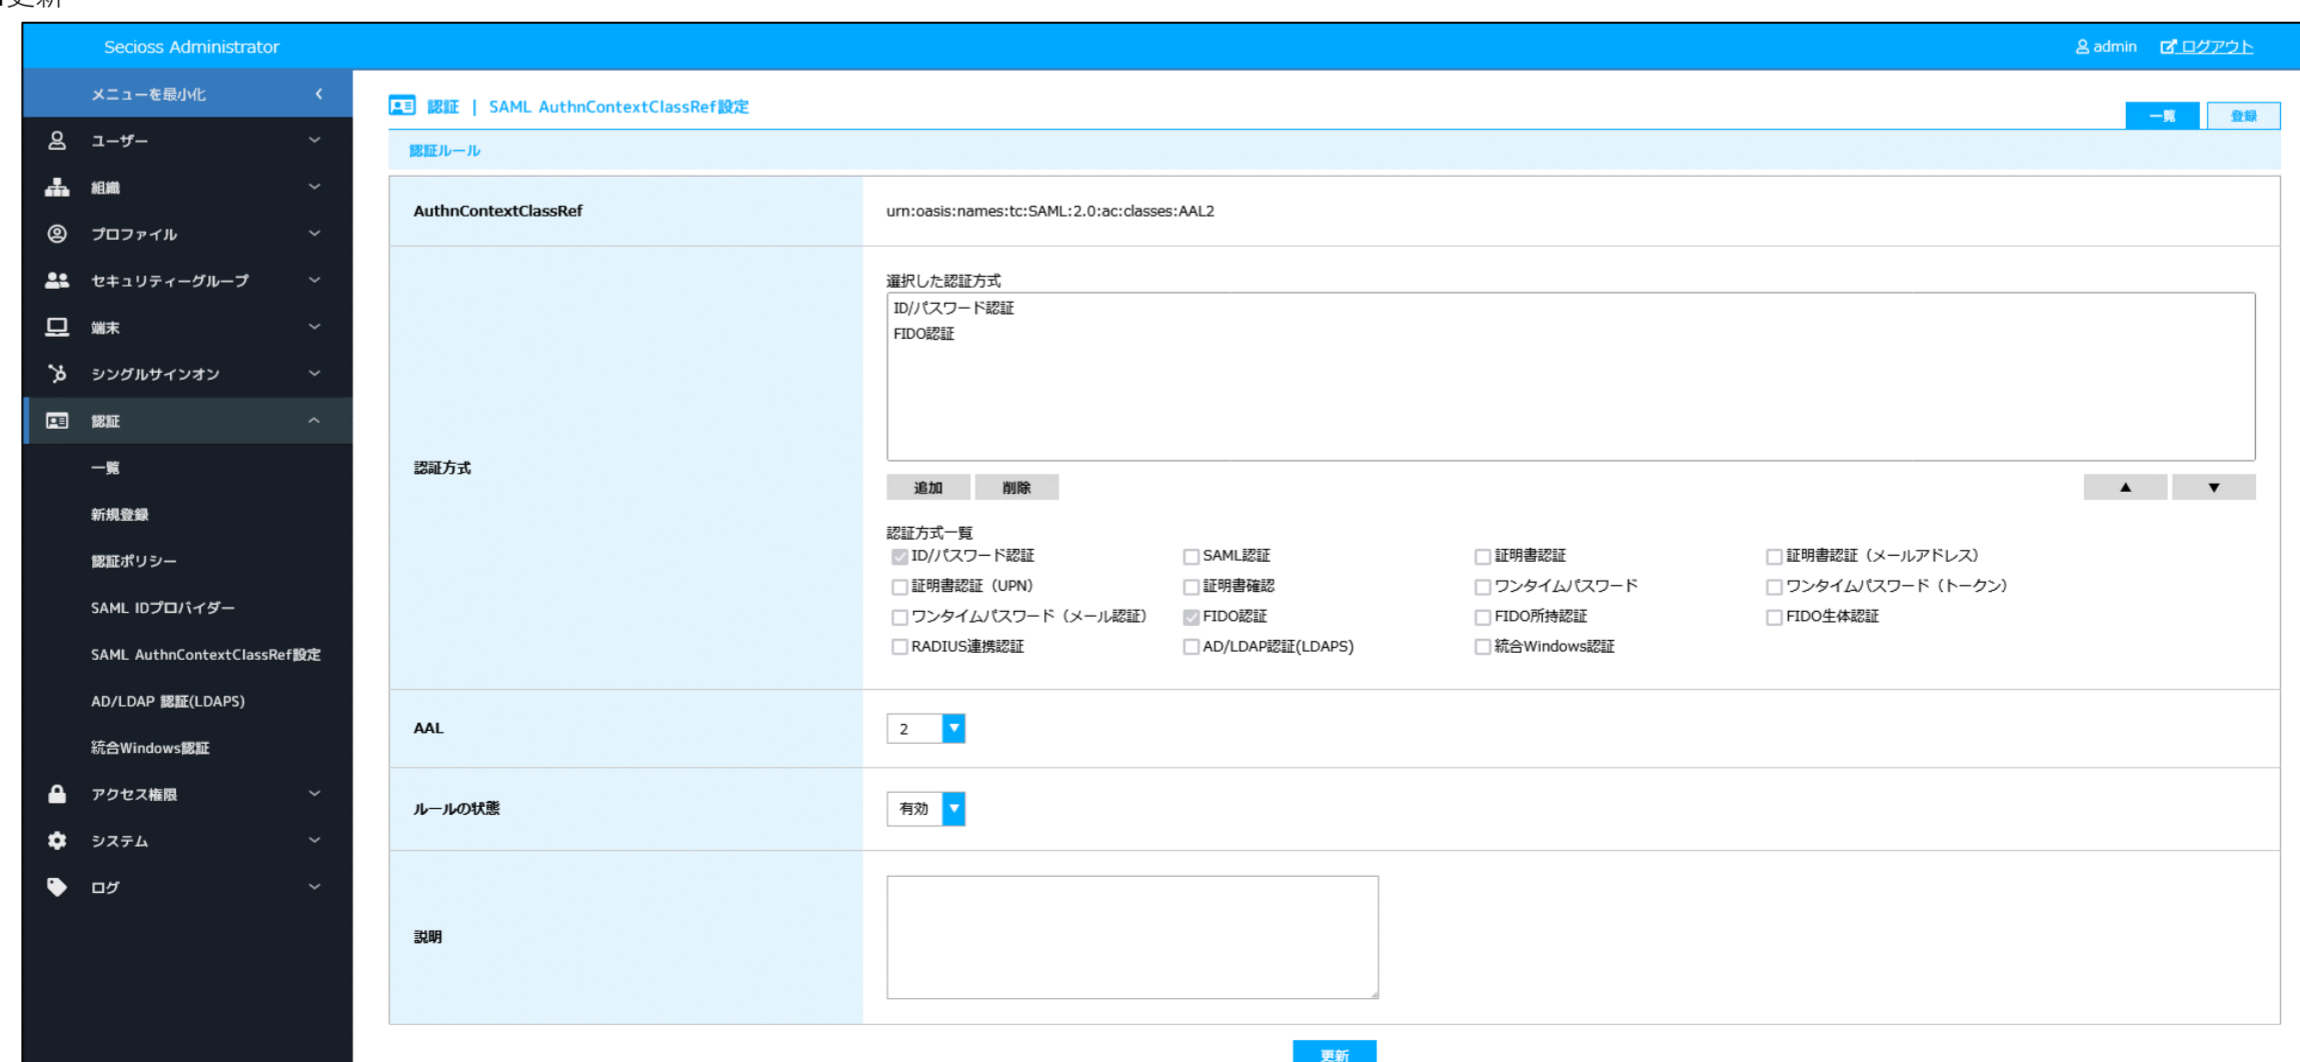 更新
Secioss Administrator
admin ログアウト
メニューを最小化
ユーザー
組織
プロファイル
セキュリティーグループ
端末
シングルサインオン
認証
一覧
新規登録
認証ポリシー
SAML IDプロバイダー
SAML AuthnContextClassRef設定
AD/LDAP 認証(LDAPS)
統合Windows認証
アクセス権限
システム
ログ
認証 | SAML AuthnContextClassRef設定
一覧 登録
認証ルール
AuthnContextClassRef urn:oasis:names:tc:SAML:2.0:ac:classes:AAL2
認証方式
選択した認証方式
ID/パスワード認証
FIDO認証
追加 削除 ▲ ▼
認証方式一覧
ID/パスワード認証 SAML認証 証明書認証 証明書認証（メールアドレス）
証明書認証（UPN） 証明書確認 ワンタイムパスワード ワンタイムパスワード（トークン）
ワンタイムパスワード（メール認証） FIDO認証 FIDO所持認証 FIDO生体認証
RADIUS連携認証 AD/LDAP認証(LDAPS) 統合Windows認証
AAL 2
ルールの状態 有効
説明
更新